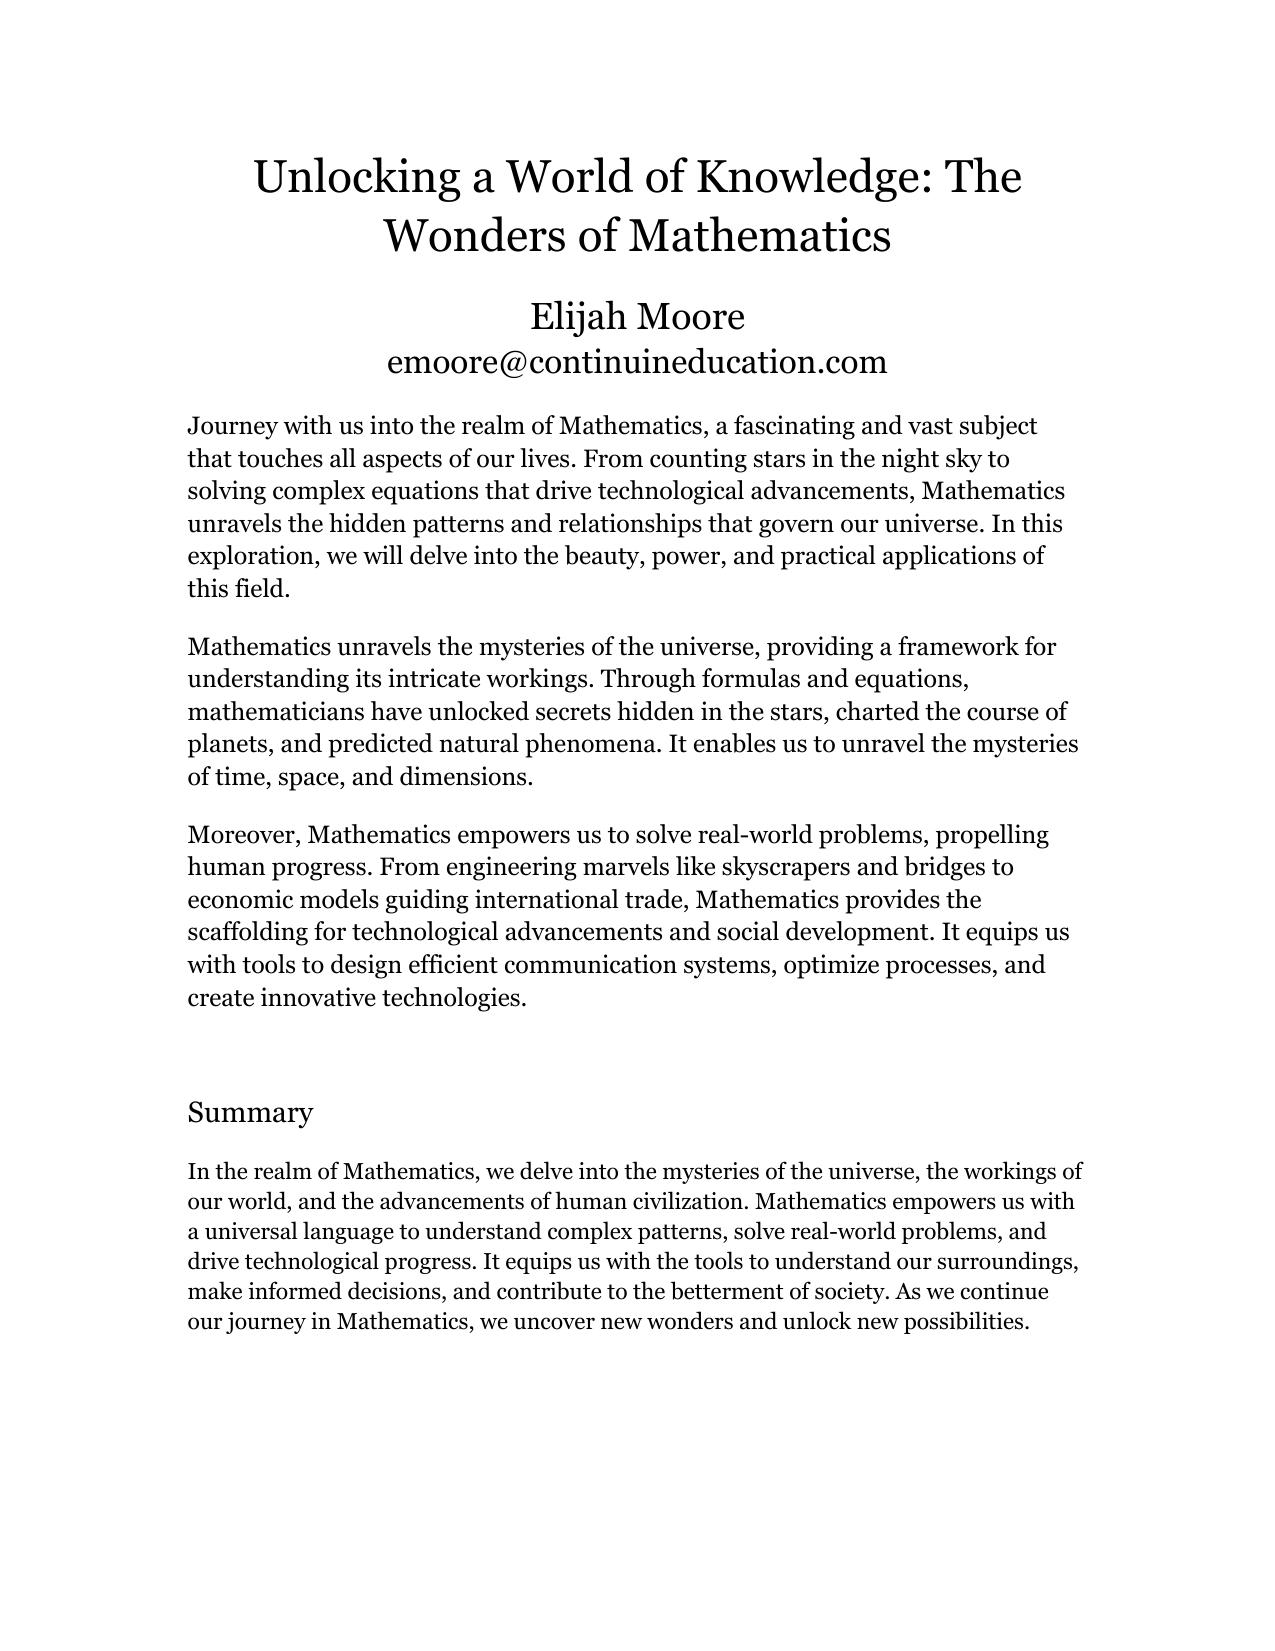 Unlocking a World of Knowledge: The
Wonders of Mathematics
Elijah Moore
emoore@continuineducation.com
Journey with us into the realm of Mathematics, a fascinating and vast subject
that touches all aspects of our lives. From counting stars in the night sky to
solving complex equations that drive technological advancements, Mathematics
unravels the hidden patterns and relationships that govern our universe. In this
exploration, we will delve into the beauty, power, and practical applications of
this field.
Mathematics unravels the mysteries of the universe, providing a framework for
understanding its intricate workings. Through formulas and equations,
mathematicians have unlocked secrets hidden in the stars, charted the course of
planets, and predicted natural phenomena. It enables us to unravel the mysteries
of time, space, and dimensions.
Moreover, Mathematics empowers us to solve real-world problems, propelling
human progress. From engineering marvels like skyscrapers and bridges to
economic models guiding international trade, Mathematics provides the
scaffolding for technological advancements and social development. It equips us
with tools to design efficient communication systems, optimize processes, and
create innovative technologies.
Summary
In the realm of Mathematics, we delve into the mysteries of the universe, the workings of
our world, and the advancements of human civilization. Mathematics empowers us with
a universal language to understand complex patterns, solve real-world problems, and
drive technological progress. It equips us with the tools to understand our surroundings,
make informed decisions, and contribute to the betterment of society. As we continue
our journey in Mathematics, we uncover new wonders and unlock new possibilities.